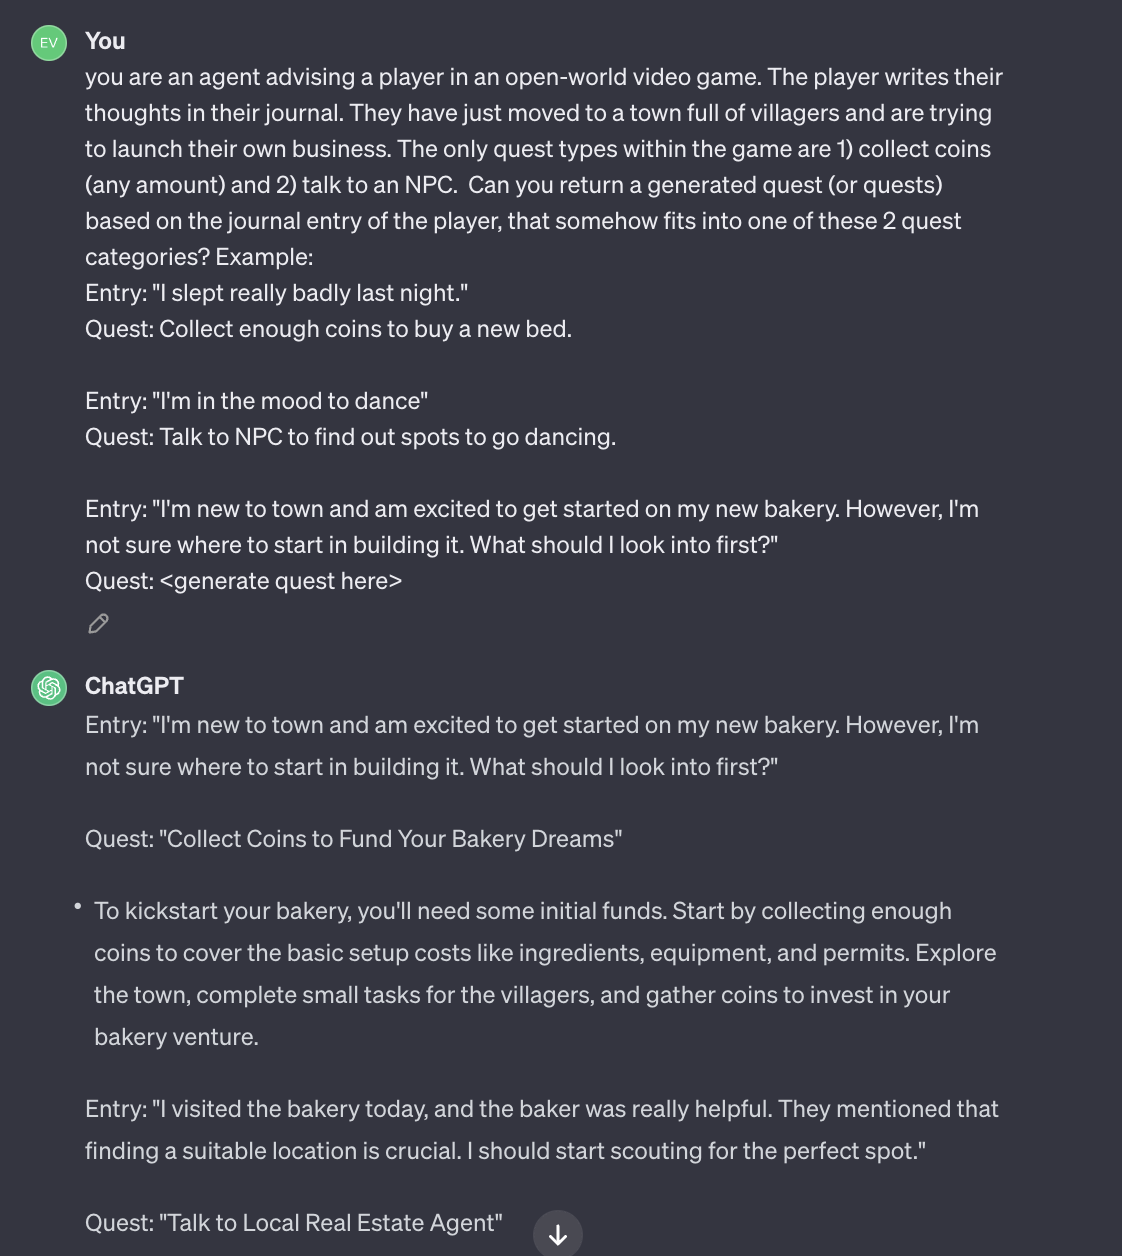 EV
You
you are an agent advising a player in an open-world video game. The player writes their
thoughts in their journal. They have just moved to a town full of villagers and are trying
to launch their own business. The only quest types within the game are 1) collect coins
(any amount) and 2) talk to an NPC.  Can you return a generated quest (or quests)
based on the journal entry of the player, that somehow fits into one of these 2 quest
categories? Example:
Entry: "I slept really badly last night."
Quest: Collect enough coins to buy a new bed.
Entry: "I'm in the mood to dance"
Quest: Talk to NPC to find out spots to go dancing.
Entry: "I'm new to town and am excited to get started on my new bakery. However, I'm
not sure where to start in building it. What should I look into first?"
Quest: <generate quest here>
ChatGPT
Entry: "I'm new to town and am excited to get started on my new bakery. However, I'm
not sure where to start in building it. What should I look into first?"
Quest: "Collect Coins to Fund Your Bakery Dreams"
• To kickstart your bakery, you'll need some initial funds. Start by collecting enough
coins to cover the basic setup costs like ingredients, equipment, and permits. Explore
the town, complete small tasks for the villagers, and gather coins to invest in your
bakery venture.
Entry: "I visited the bakery today, and the baker was really helpful. They mentioned that
finding a suitable location is crucial. I should start scouting for the perfect spot."
Quest: "Talk to Local Real Estate Agent"